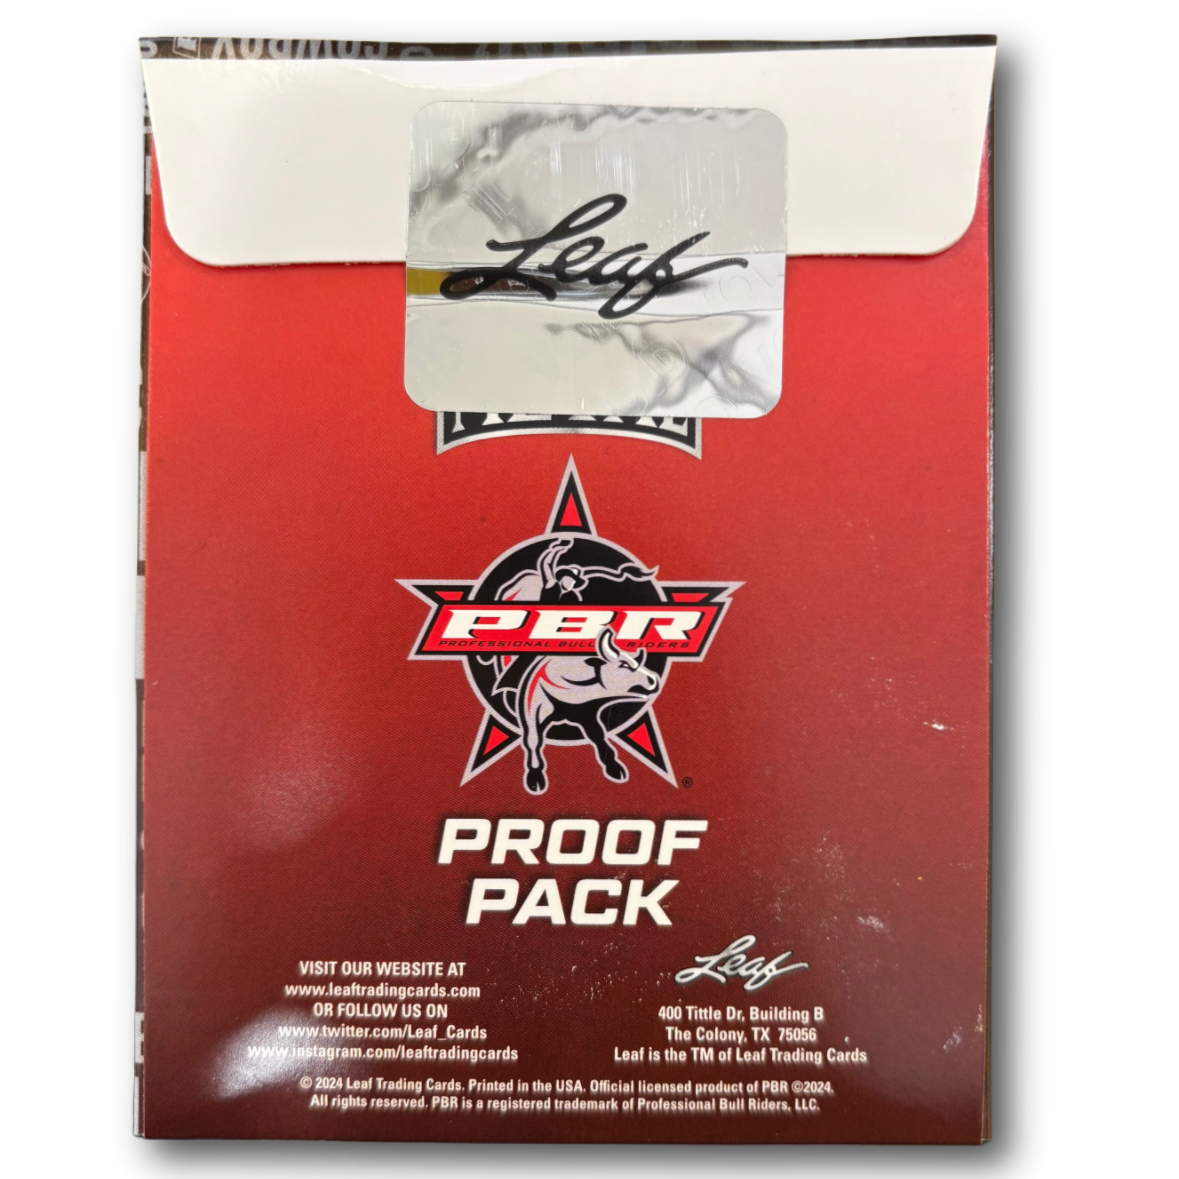 COWBOY
Leaf
PBR
PROFESSIONAL BULL RIDERS
®
PROOF
PACK
VISIT OUR WEBSITE AT
www.leaftradingcards.com
OR FOLLOW US ON
www.twitter.com/Leaf_Cards
www.instagram.com/leaftradingcards
Leaf
400 Tittle Dr, Building B
The Colony, TX 75056
Leaf is the TM of Leaf Trading Cards
© 2024 Leaf Trading Cards. Printed in the USA. Official licensed product of PBR ©2024.
All rights reserved. PBR is a registered trademark of Professional Bull Riders, LLC.